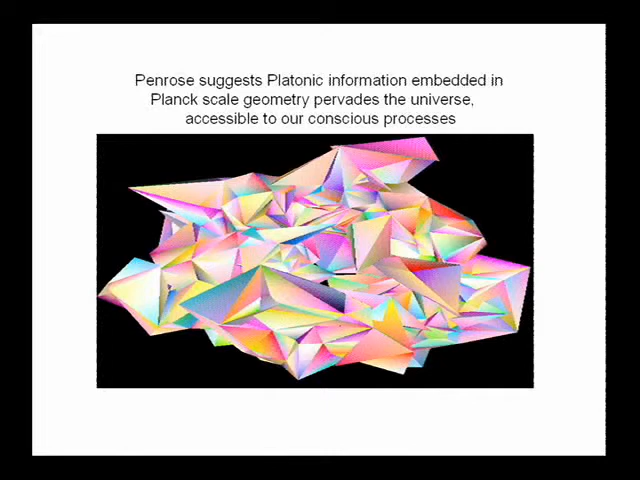 Penrose suggests Platonic information embedded in
Planck scale geometry pervades the universe,
accessible to our conscious processes